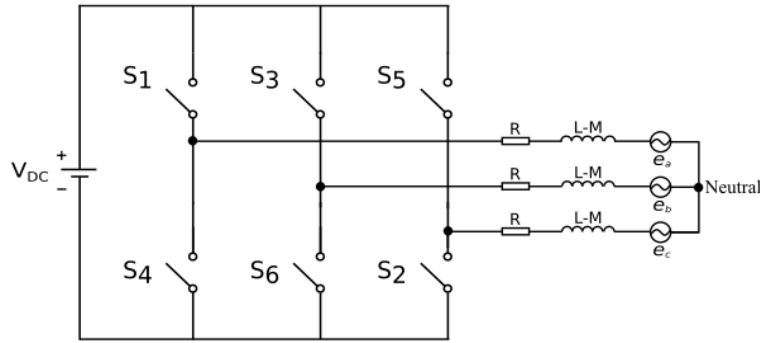 S1 S3 S5
R L-M
ea
VDC + −
R L-M
eb Neutral
R L-M
ec
S4 S6 S2